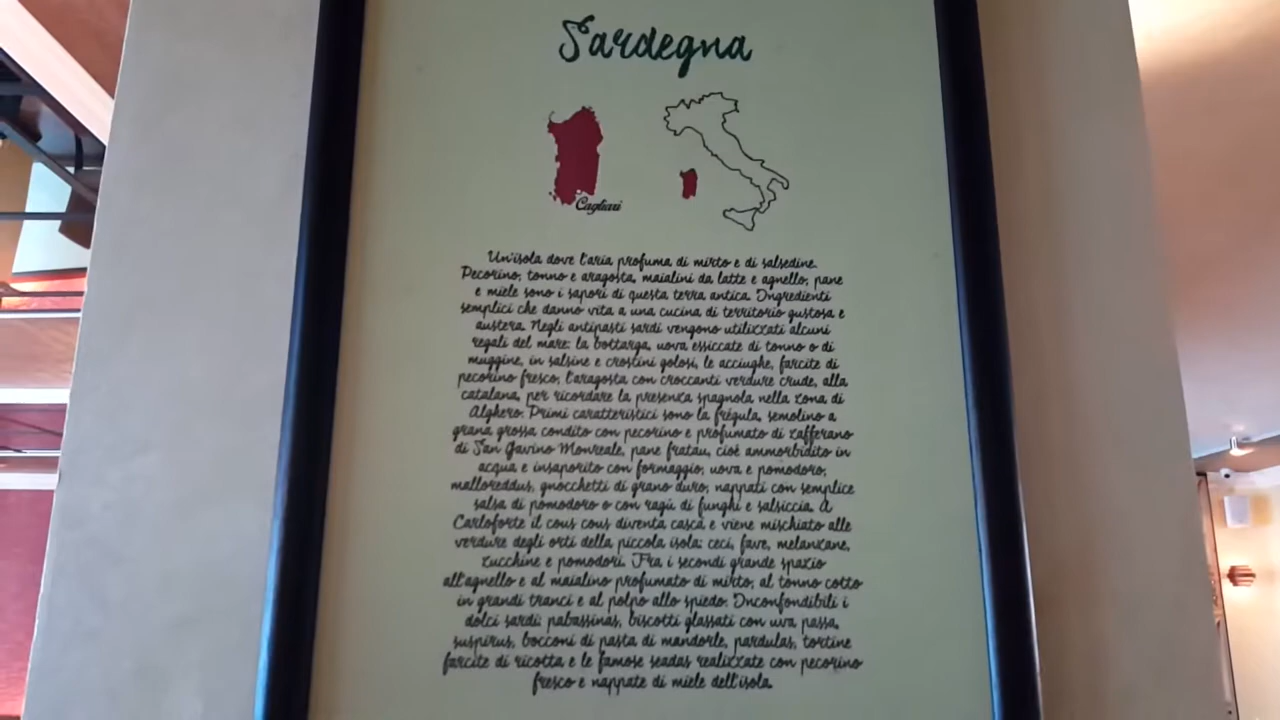 Sardegna
Cagliari
Un'isola dove l'aria profuma di mirto e di salsedine.
Pecorino, tonno e aragosta, maialini da latte e agnello, pane
e miele sono i sapori di questa terra antica. Ingredienti
semplici che danno vita a una cucina di territorio gustosa e
austera. Negli antipasti sardi vengono utilizzati alcuni
regali del mare: la bottarga, uova essiccate di tonno o di
muggine, in salsine e crostini golosi, le acciughe, farcite di
pecorino fresco, l'aragosta con croccanti verdure crude, alla
catalana, per ricordare la presenza spagnola nella zona di
Alghero. Primi caratteristici sono la frégula, semolino a
grana grossa condito con pecorino e profumato di zafferano
di San Gavino Monreale, pane fratau, cioè ammorbidito in
acqua e insaporito con formaggio, uova e pomodoro,
malloreddus, gnocchetti di grano duro, nappati con semplice
salsa di pomodoro o con ragù di funghi e salsiccia. A
Carloforte il cous cous diventa cascà e viene mischiato alle
verdure degli orti della piccola isola: ceci, fave, melanzane,
zucchine e pomodori. Fra i secondi grande spazio
all'agnello e al maialino profumato di mirto, al tonno cotto
in grandi tranci e al polpo allo spiedo. Inconfondibili i
dolci sardi: pabassinas, biscotti glassati con uva passa,
suspirus, bocconi di pasta di mandorle, pardulas, tortine
farcite di ricotta e le famose seadas realizzate con pecorino
fresco e nappate di miele dell'isola.